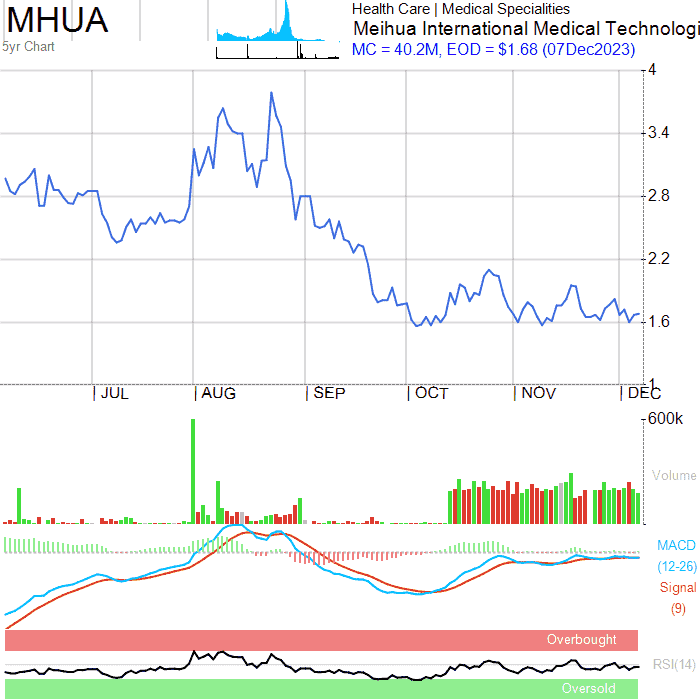 MHUA
5yr Chart
Health Care | Medical Specialities
Meihua International Medical Technologi
MC = 40.2M, EOD = $1.68 (07Dec2023)
4
3.4
2.8
2.2
1.6
1
JUL
AUG
SEP
OCT
NOV
DEC
600k
Volume
MACD
(12-26)
Signal
(9)
Overbought
RSI(14)
Oversold